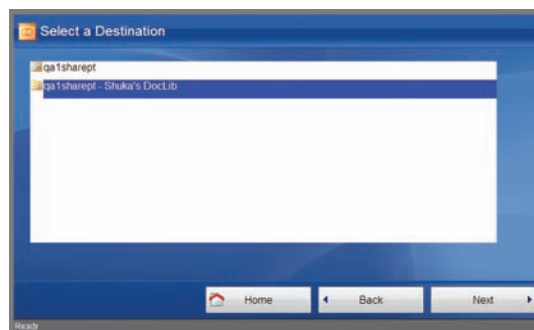 Select a Destination
qa1sharept
qa1sharept - Shuka's DocLib
Home
Back
Next
Ready